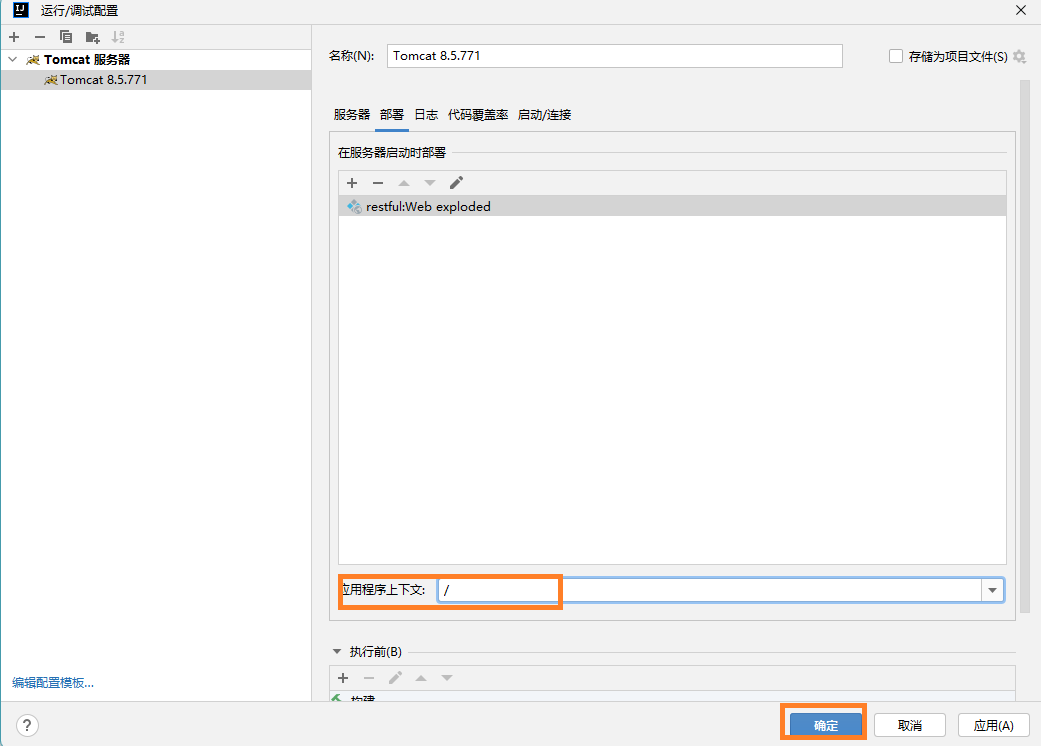 运行/调试配置
Tomcat 服务器
Tomcat 8.5.771
名称(N): Tomcat 8.5.771 存储为项目文件(S)
服务器 部署 日志 代码覆盖率 启动/连接
在服务器启动时部署
restful:Web exploded
应用程序上下文: /
执行前(B)
构建
编辑配置模板...
? 确定 取消 应用(A)